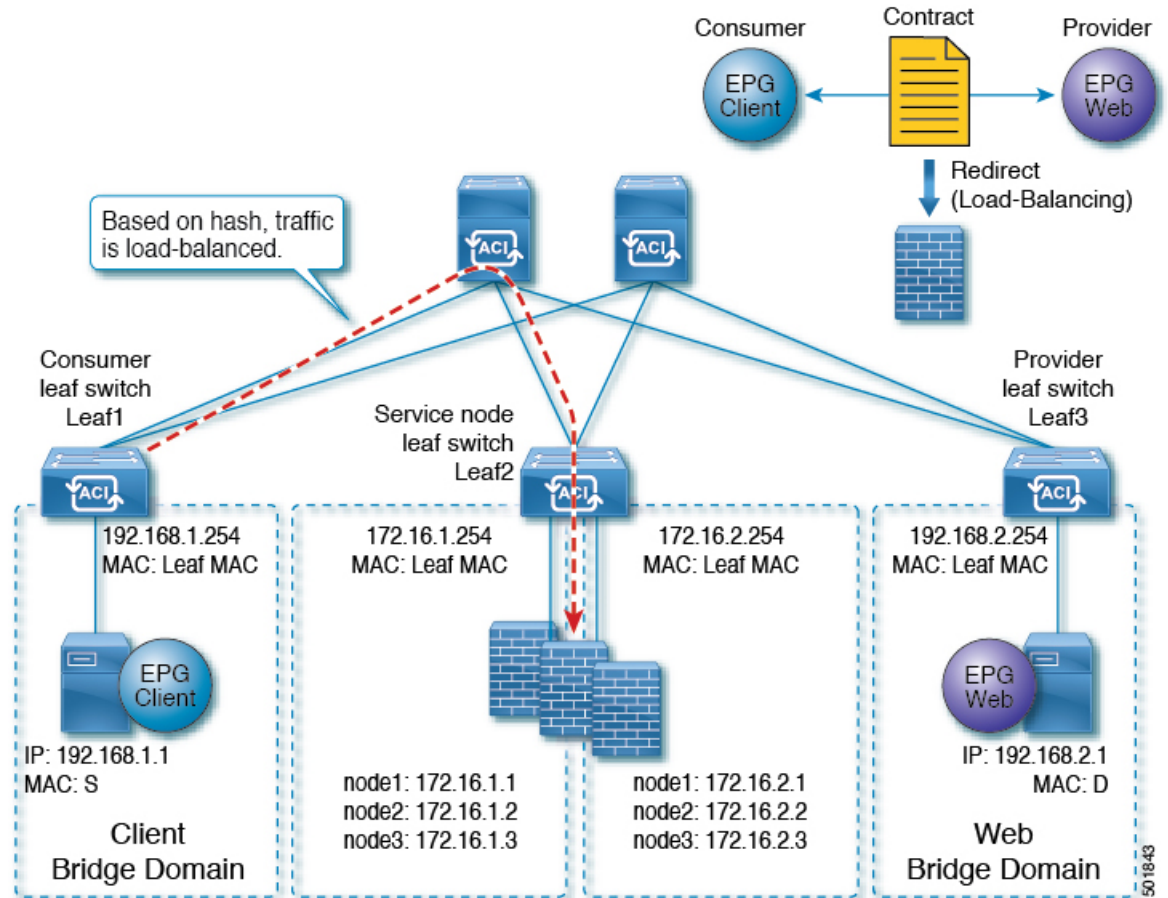 Consumer
Contract
Provider
EPG
Client
EPG
Web
Redirect
(Load-Balancing)
Based on hash, traffic
is load-balanced.
ACI
ACI
Consumer
leaf switch
Leaf1
Service node
leaf switch
Leaf2
Provider
leaf switch
Leaf3
ACI
ACI
ACI
192.168.1.254
MAC: Leaf MAC
172.16.1.254
MAC: Leaf MAC
172.16.2.254
MAC: Leaf MAC
192.168.2.254
MAC: Leaf MAC
EPG
Client
EPG
Web
IP: 192.168.1.1
MAC: S
node1: 172.16.1.1
node2: 172.16.1.2
node3: 172.16.1.3
node1: 172.16.2.1
node2: 172.16.2.2
node3: 172.16.2.3
IP: 192.168.2.1
MAC: D
Client
Bridge Domain
Web
Bridge Domain
501843